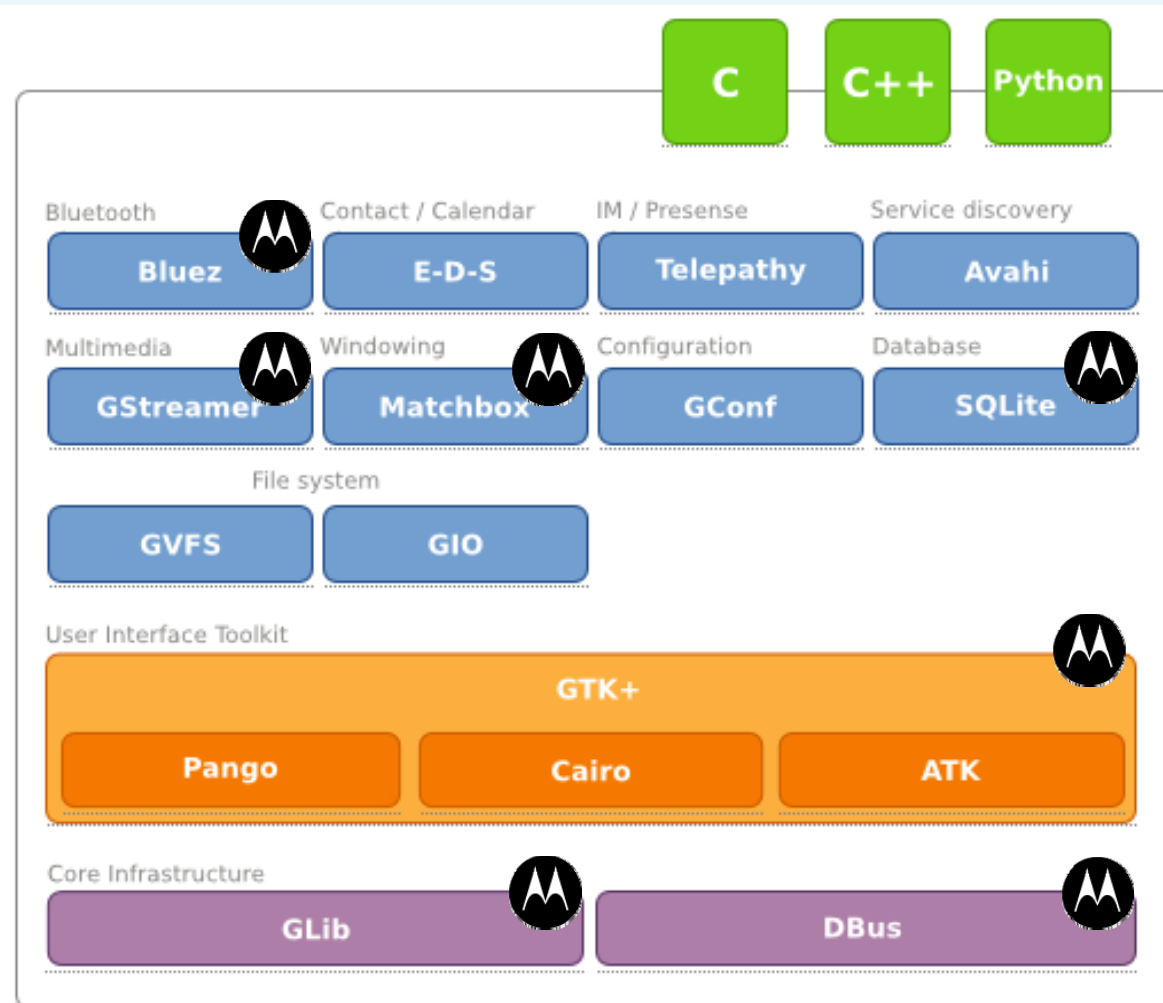 C C++ Python
Bluetooth Contact / Calendar IM / Presense Service discovery
Bluez E-D-S Telepathy Avahi
Multimedia Windowing Configuration Database
GStreamer Matchbox GConf SQLite
File system
GVFS GIO
User Interface Toolkit
GTK+
Pango Cairo ATK
Core Infrastructure
GLib DBus